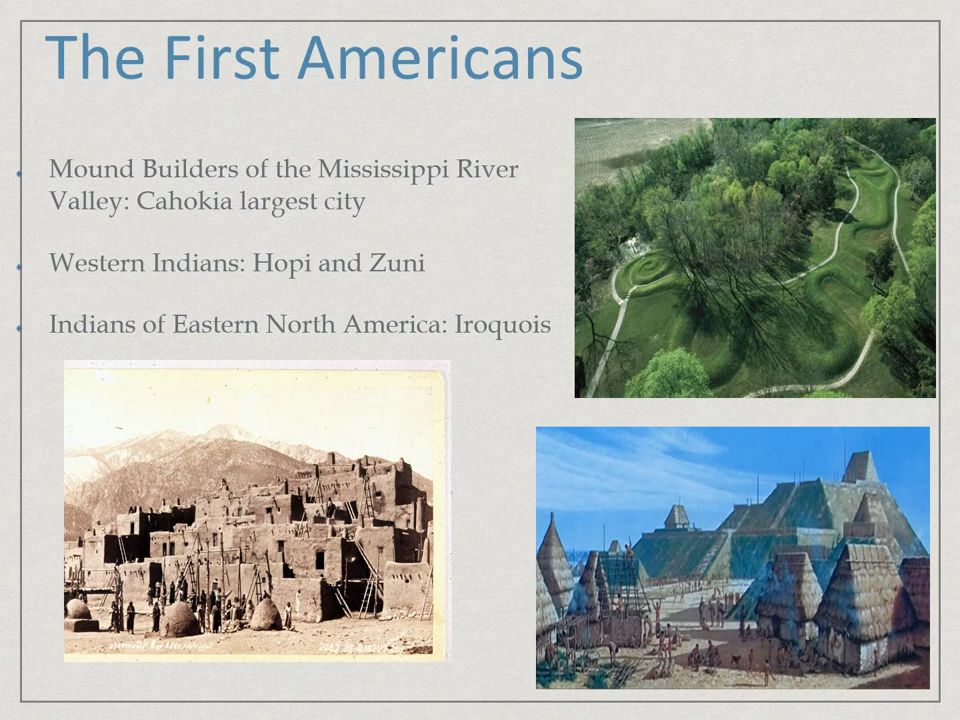 The First Americans
Mound Builders of the Mississippi River
Valley: Cahokia largest city
Western Indians: Hopi and Zuni
Indians of Eastern North America: Iroquois